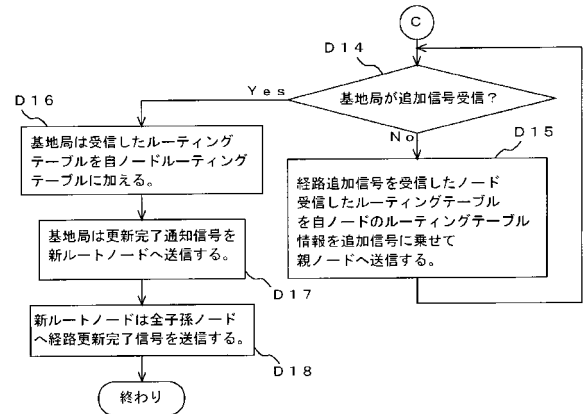 C
D14
基地局が追加信号受信?
Yes
No
D16
基地局は受信したルーティング
テーブルを自ノードルーティング
テーブルに加える。
D15
経路追加信号を受信したノード
受信したルーティングテーブル
を自ノードのルーティングテーブル
情報を追加信号に乗せて
親ノードへ送信する。
基地局は更新完了通知信号を
新ルートノードへ送信する。
D17
新ルートノードは全子孫ノード
へ経路更新完了信号を送信する。
D18
終わり